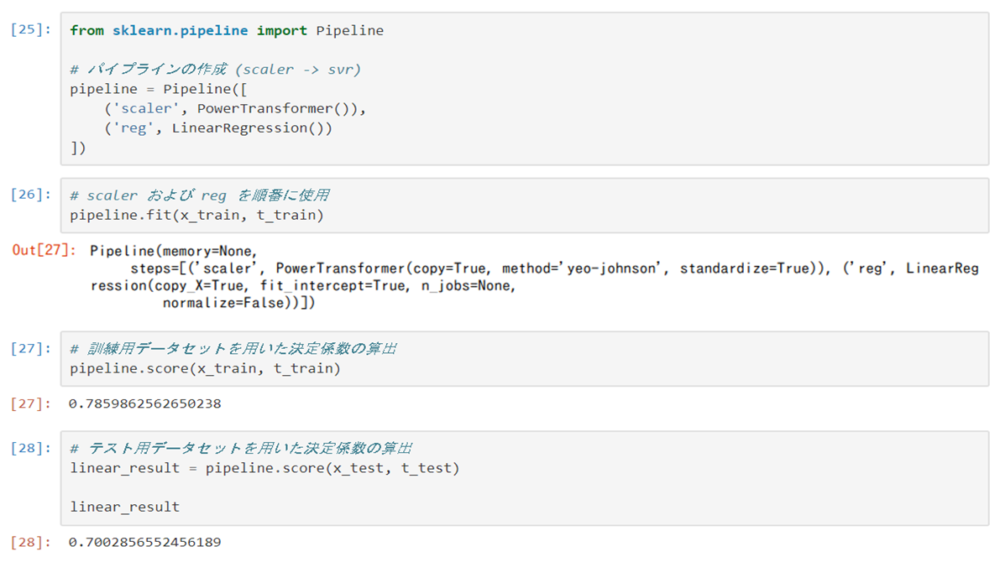 [25]: from sklearn.pipeline import Pipeline
# パイプラインの作成 (scaler -> svr)
pipeline = Pipeline([
('scaler', PowerTransformer()),
('reg', LinearRegression())
])
[26]: # scaler および reg を順番に使用
pipeline.fit(x_train, t_train)
Out[27]: Pipeline(memory=None,
steps=[('scaler', PowerTransformer(copy=True, method='yeo-johnson', standardize=True)), ('reg', LinearReg
ression(copy_X=True, fit_intercept=True, n_jobs=None,
normalize=False))])
[27]: # 訓練用データセットを用いた決定係数の算出
pipeline.score(x_train, t_train)
[27]: 0.7859862562650238
[28]: # テスト用データセットを用いた決定係数の算出
linear_result = pipeline.score(x_test, t_test)
linear_result
[28]: 0.7002856552456189